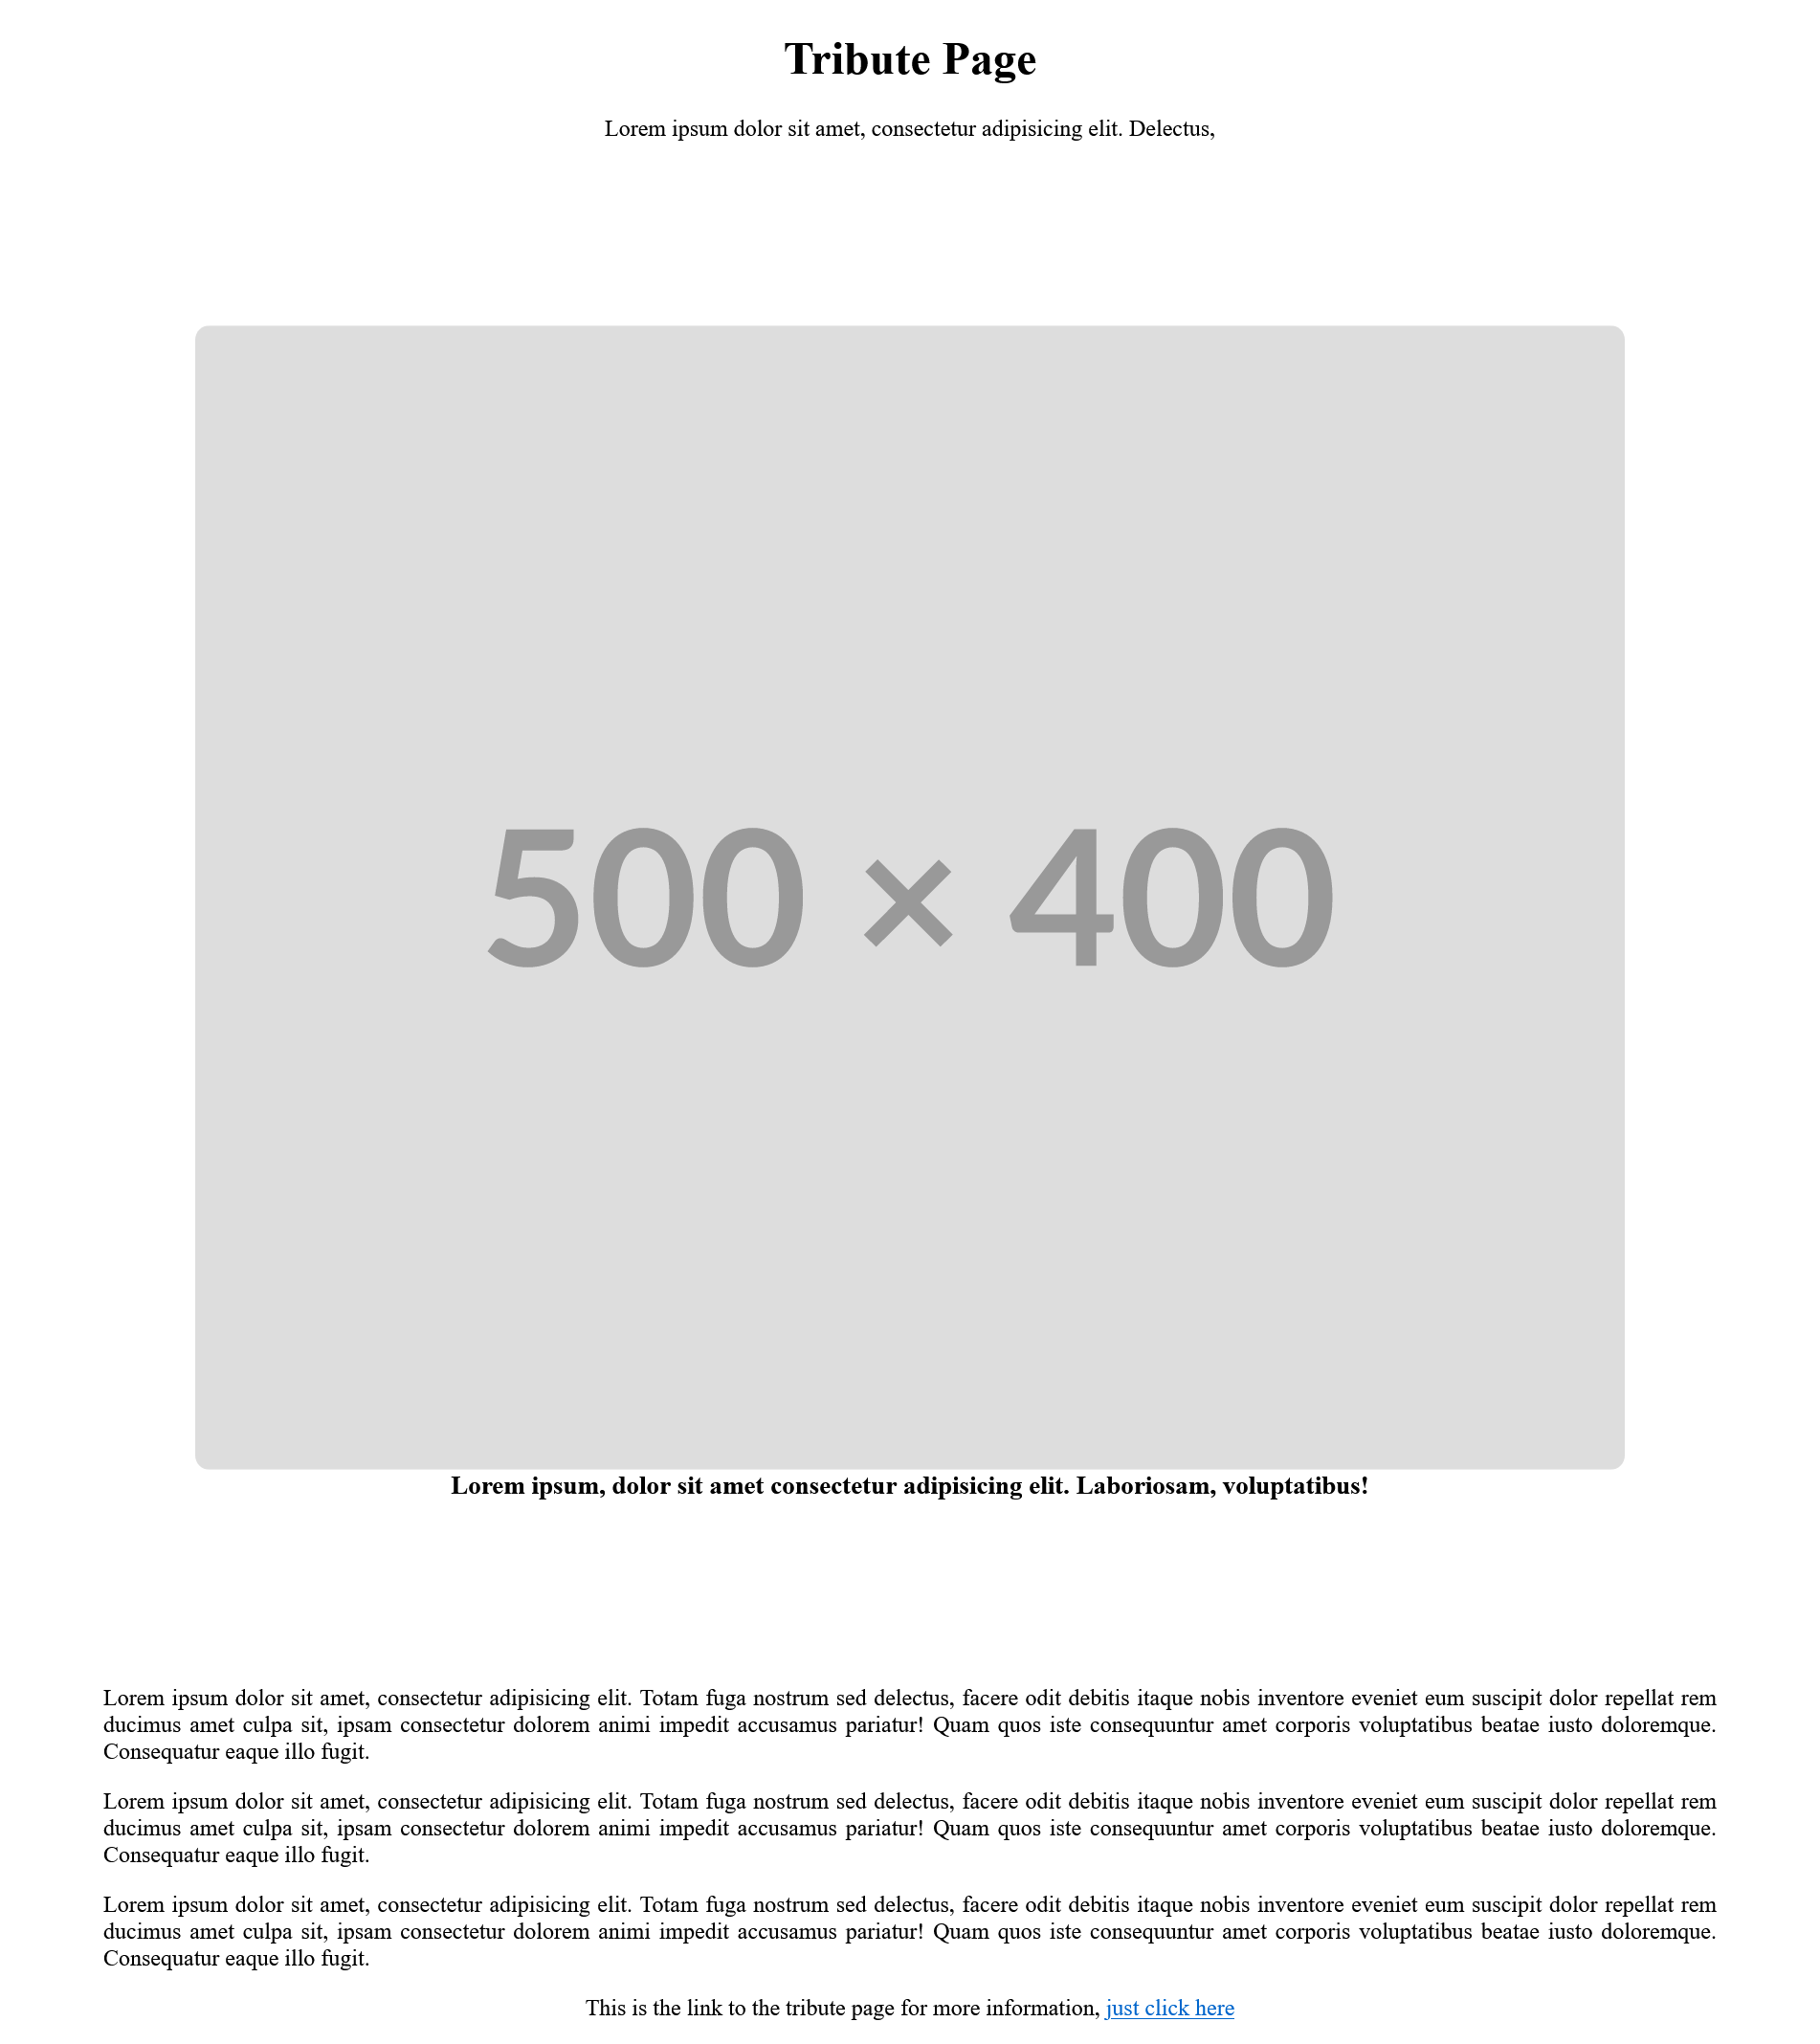 Tribute Page
Lorem ipsum dolor sit amet, consectetur adipisicing elit. Delectus,
500 × 400
Lorem ipsum, dolor sit amet consectetur adipisicing elit. Laboriosam, voluptatibus!
Lorem ipsum dolor sit amet, consectetur adipisicing elit. Totam fuga nostrum sed delectus, facere odit debitis itaque nobis inventore eveniet eum suscipit dolor repellat rem
ducimus amet culpa sit, ipsam consectetur dolorem animi impedit accusamus pariatur! Quam quos iste consequuntur amet corporis voluptatibus beatae iusto doloremque.
Consequatur eaque illo fugit.
Lorem ipsum dolor sit amet, consectetur adipisicing elit. Totam fuga nostrum sed delectus, facere odit debitis itaque nobis inventore eveniet eum suscipit dolor repellat rem
ducimus amet culpa sit, ipsam consectetur dolorem animi impedit accusamus pariatur! Quam quos iste consequuntur amet corporis voluptatibus beatae iusto doloremque.
Consequatur eaque illo fugit.
Lorem ipsum dolor sit amet, consectetur adipisicing elit. Totam fuga nostrum sed delectus, facere odit debitis itaque nobis inventore eveniet eum suscipit dolor repellat rem
ducimus amet culpa sit, ipsam consectetur dolorem animi impedit accusamus pariatur! Quam quos iste consequuntur amet corporis voluptatibus beatae iusto doloremque.
Consequatur eaque illo fugit.
This is the link to the tribute page for more information, just click here